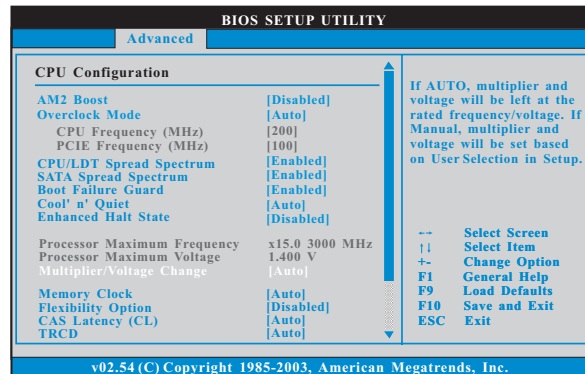 BIOS SETUP UTILITY
Advanced
CPU Configuration
AM2 Boost [Disabled]
Overclock Mode [Auto]
CPU Frequency (MHz) [200]
PCIE Frequency (MHz) [100]
CPU/LDT Spread Spectrum [Enabled]
SATA Spread Spectrum [Enabled]
Boot Failure Guard [Enabled]
Cool' n' Quiet [Auto]
Enhanced Halt State [Disabled]
Processor Maximum Frequency x15.0 3000 MHz
Processor Maximum Voltage 1.400 V
Multiplier/Voltage Change [Auto]
Memory Clock [Auto]
Flexibility Option [Disabled]
CAS Latency (CL) [Auto]
TRCD [Auto]
If AUTO, multiplier and
voltage will be left at the
rated frequency/voltage. If
Manual, multiplier and
voltage will be set based
on User Selection in Setup.
←→ Select Screen
↑↓ Select Item
+- Change Option
F1 General Help
F9 Load Defaults
F10 Save and Exit
ESC Exit
v02.54 (C) Copyright 1985-2003, American Megatrends, Inc.